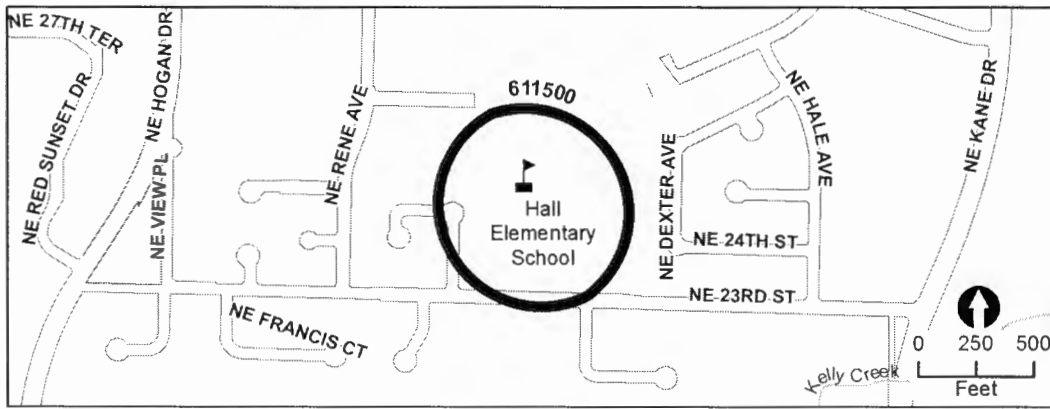 NE 27TH TER
NE RED SUNSET DR
NE HOGAN DR
NE VIEW PL
NE RENE AVE
611500
Hall
Elementary
School
NE DEXTER AVE
NE HALE AVE
NE KANE DR
NE 24TH ST
NE 23RD ST
NE FRANCIS CT
0 250 500
Feet
Kelly Creek